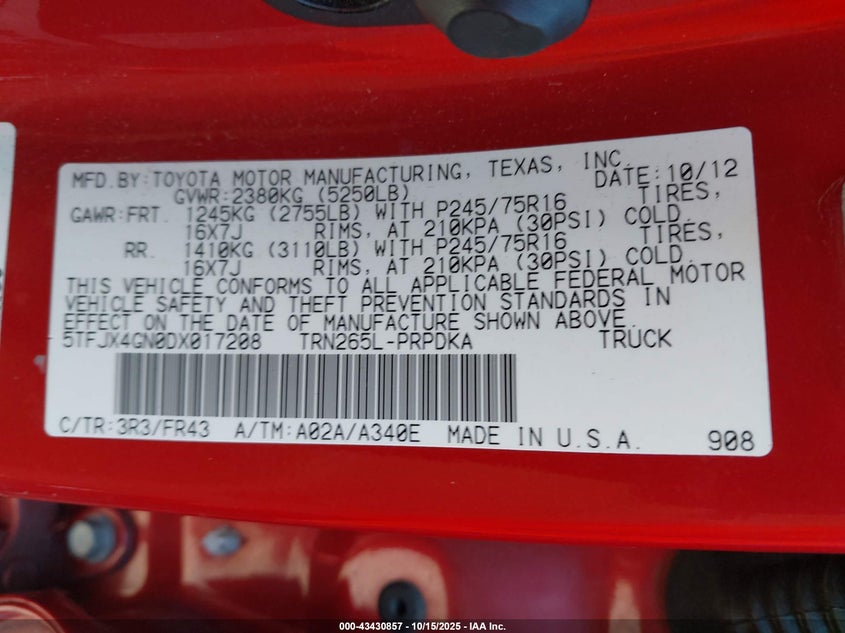 MFD.BY:TOYOTA MOTOR MANUFACTURING, TEXAS, INC.
GVWR:2380KG (5250LB) DATE:10/12
GAWR:FRT. 1245KG (2755LB) WITH P245/75R16 TIRES,
16X7J RIMS, AT 210KPA (30PSI) COLD.
RR. 1410KG (3110LB) WITH P245/75R16 TIRES,
16X7J RIMS, AT 210KPA (30PSI) COLD.
THIS VEHICLE CONFORMS TO ALL APPLICABLE FEDERAL MOTOR
VEHICLE SAFETY AND THEFT PREVENTION STANDARDS IN
EFFECT ON THE DATE OF MANUFACTURE SHOWN ABOVE.
5TFJX4GN0DX017208 TRN265L-PRPDKA TRUCK
C/TR:3R3/FR43 A/TM:A02A/A340E MADE IN U.S.A. 908
000-43430857 - 10/15/2025 - IAA Inc.